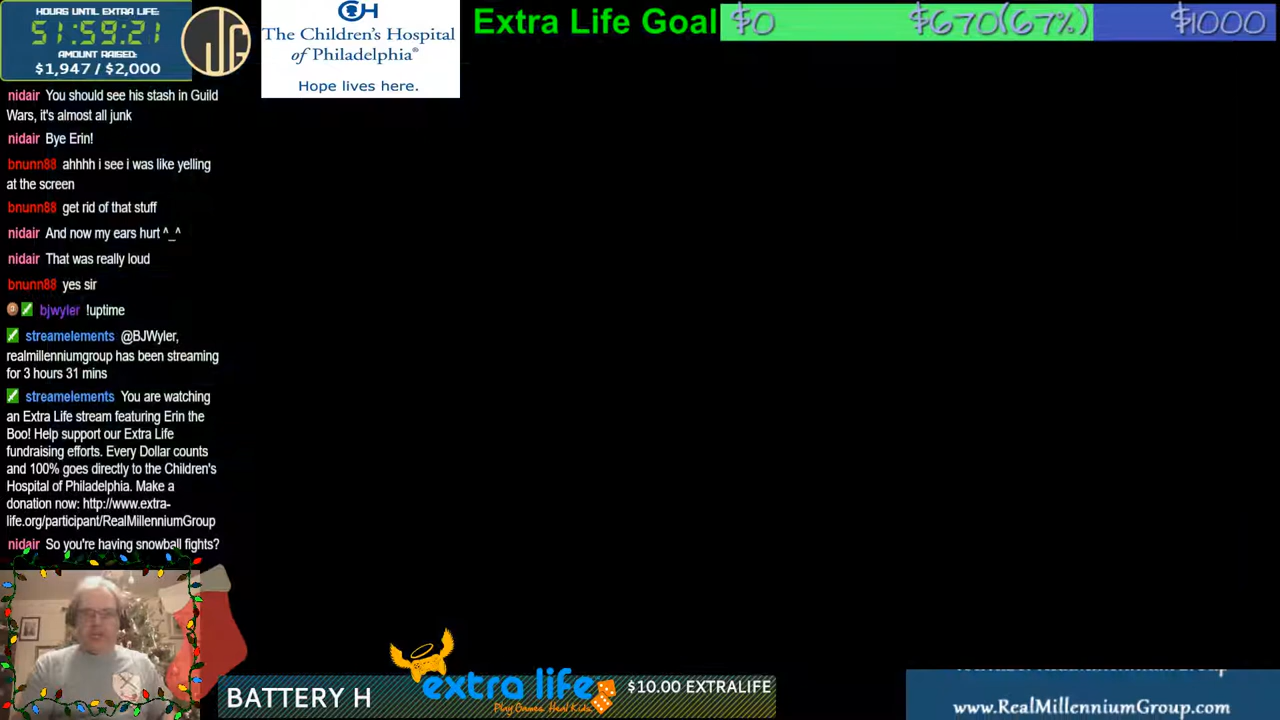 HOURS UNTIL EXTRA LIFE:
51:59:21
AMOUNT RAISED:
$1,947 / $2,000
The Children's Hospital
of Philadelphia®
Hope lives here.
Extra Life Goal
$0
$670(67%)
$1000
nidair You should see his stash in Guild
Wars, it's almost all junk
nidair Bye Erin!
bnunn88 ahhhh i see i was like yelling
at the screen
bnunn88 get rid of that stuff
nidair And now my ears hurt ^_^
nidair That was really loud
bnunn88 yes sir
bjwyler !uptime
streamelements @BJWyler,
realmillenniumgroup has been streaming
for 3 hours 31 mins
streamelements You are watching
an Extra Life stream featuring Erin the
Boo! Help support our Extra Life
fundraising efforts. Every Dollar counts
and 100% goes directly to the Children's
Hospital of Philadelphia. Make a
donation now: http://www.extra-
life.org/participant/RealMillenniumGroup
nidair So you're having snowball fights?
BATTERY H
extra life
Play Games Heal Kids
$10.00 EXTRALIFE
www.RealMillenniumGroup.com